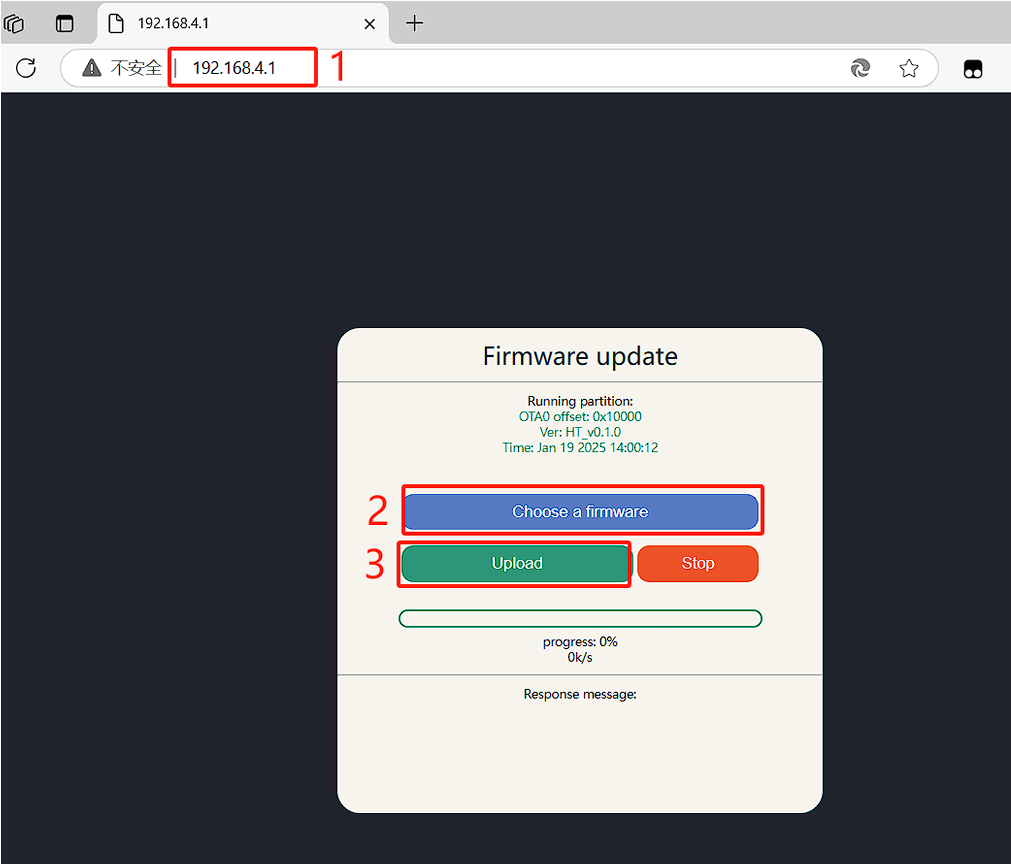 192.168.4.1
不安全 192.168.4.1 1
Firmware update
Running partition:
OTA0 offset: 0x10000
Ver: HT_v0.1.0
Time: Jan 19 2025 14:00:12
2 Choose a firmware
3 Upload Stop
progress: 0%
0k/s
Response message: